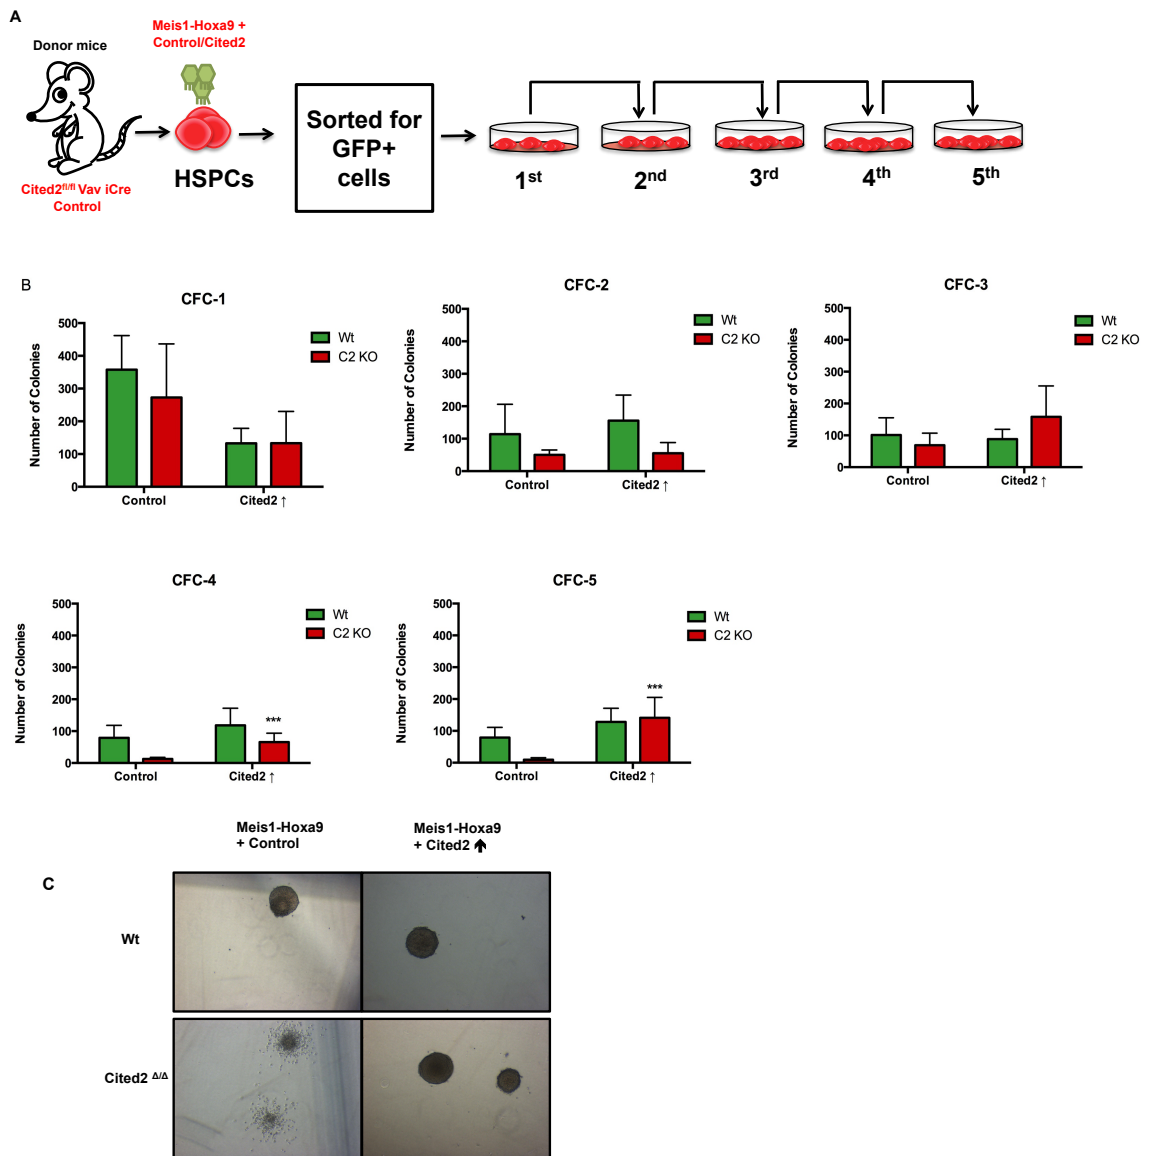 A
Donor mice
Meis1-Hoxa9 +
Control/Cited2
Cited2fl/fl Vav iCre
Control
HSPCs
Sorted for
GFP+
cells
1st
2nd
3rd
4th
5th
B
CFC-1
Number of Colonies
500
400
300
200
100
0
Control
Cited2 ↑
Wt
C2 KO
CFC-2
Number of Colonies
500
400
300
200
100
0
Control
Cited2 ↑
Wt
C2 KO
CFC-3
Number of Colonies
500
400
300
200
100
0
Control
Cited2 ↑
Wt
C2 KO
CFC-4
Number of Colonies
500
400
300
200
100
0
***
Control
Cited2 ↑
Wt
C2 KO
CFC-5
Number of Colonies
500
400
300
200
100
0
***
Control
Cited2 ↑
Wt
C2 KO
C
Meis1-Hoxa9
+ Control
Meis1-Hoxa9
+ Cited2 ↑
Wt
Cited2 Δ/Δ